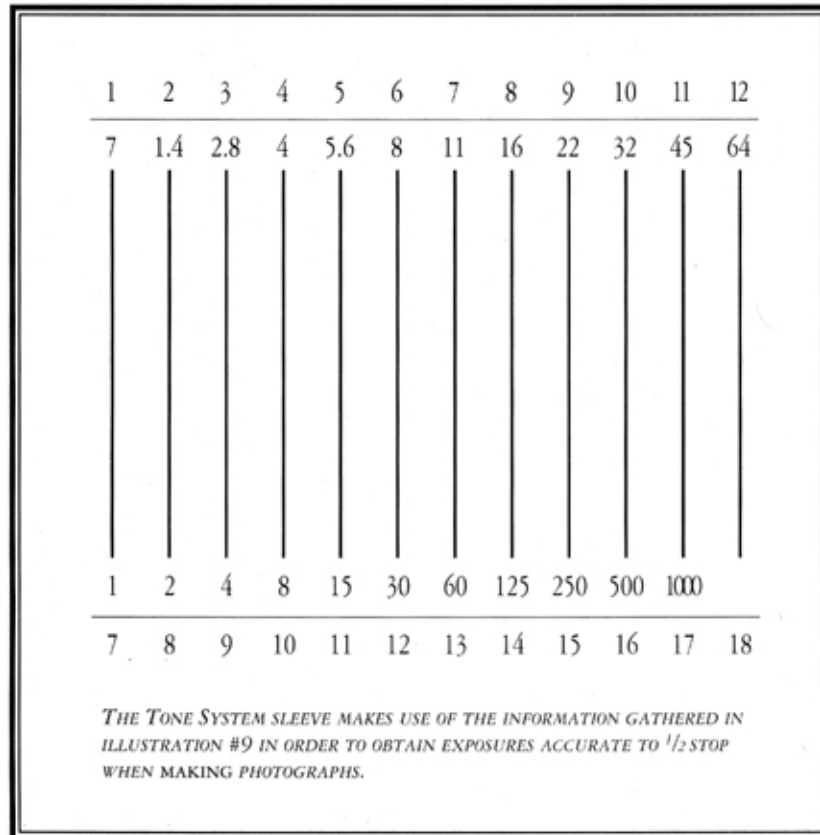 1 2 3 4 5 6 7 8 9 10 11 12
7 1.4 2.8 4 5.6 8 11 16 22 32 45 64
1 2 4 8 15 30 60 125 250 500 1000
7 8 9 10 11 12 13 14 15 16 17 18
THE TONE SYSTEM SLEEVE MAKES USE OF THE INFORMATION GATHERED IN
ILLUSTRATION #9 IN ORDER TO OBTAIN EXPOSURES ACCURATE TO 1/2 STOP
WHEN MAKING PHOTOGRAPHS.